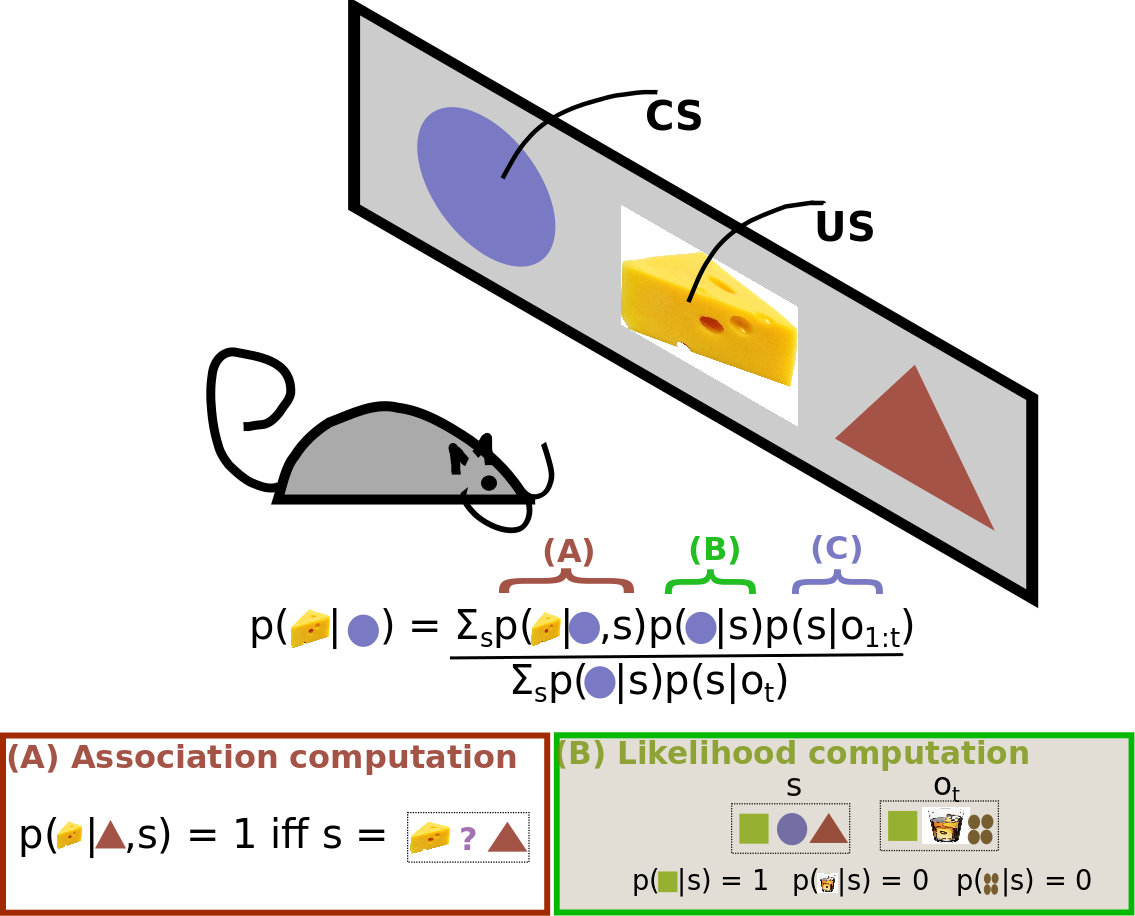 CS
US
(A) (B) (C)
p( | ) = Σsp( | ,s)p( |s)p(s|o1:t)
Σsp( |s)p(s|ot)
(A) Association computation
p( | ,s) = 1 iff s = ?
(B) Likelihood computation
s ot
p( |s) = 1 p( |s) = 0 p( |s) = 0